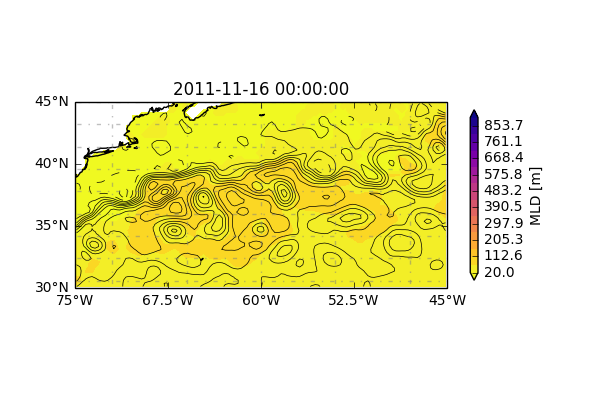 2011-11-16 00:00:00
45°N
40°N
35°N
30°N
75°W
67.5°W
60°W
52.5°W
45°W
853.7
761.1
668.4
575.8
483.2
390.5
297.9
205.3
112.6
20.0
MLD [m]